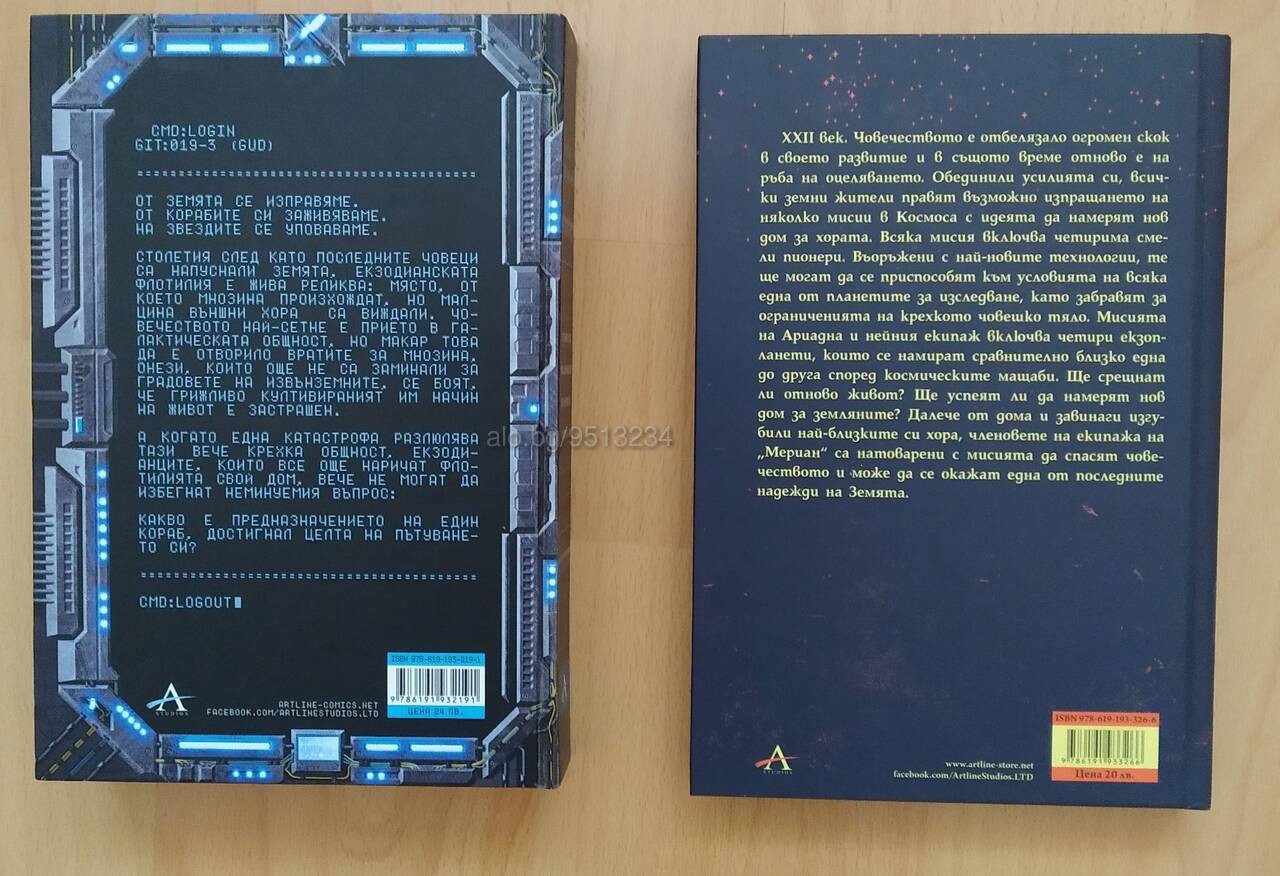 CMD:LOGIN
GIT:019-3 (GUD)
ОТ ЗЕМЯТА СЕ ИЗПРАВЯМЕ.
ОТ КОРАБИТЕ СИ ЗАЖИВЯВАМЕ.
НА ЗВЕЗДИТЕ СЕ УПОВАВАМЕ.
СТОЛЕТИЯ СЛЕД КАТО ПОСЛЕДНИТЕ ЧОВЕЦИ
СА НАПУСНАЛИ ЗЕМЯТА, ЕКЗОДИАНСКАТА
ФЛОТИЛИЯ Е ЖИВА РЕЛИКВА: МЯСТО, ОТ
КОЕТО МНОЗИНА ПРОИЗХОЖДАТ, НО МАЛ-
ЦИНА ВЪНШНИ ХОРА СА ВИЖДАЛИ. ЧО-
ВЕЧЕСТВОТО НАЙ-СЕТНЕ Е ПРИЕТО В ГА-
ЛАКТИЧЕСКАТА ОБЩНОСТ, НО МАКАР ТОВА
ДА Е ОТВОРИЛО ВРАТИТЕ ЗА МНОЗИНА,
ОНЕЗИ, КОИТО ОЩЕ НЕ СА ЗАМИНАЛИ ЗА
ГРАДОВЕТЕ НА ИЗВЪНЗЕМНИТЕ, СЕ БОЯТ,
ЧЕ ГРИЖЛИВО КУЛТИВИРАНИЯТ ИМ НАЧИН
НА ЖИВОТ Е ЗАСТРАШЕН.
А КОГАТО ЕДНА КАТАСТРОФА РАЗЛЮЛЯВА
ТАЗИ ВЕЧЕ КРЕХКА ОБЩНОСТ, ЕКЗОДИ-
АНЦИТЕ, КОИТО ВСЕ ОЩЕ НАРИЧАТ ФЛО-
ТИЛИЯТА СВОЙ ДОМ, ВЕЧЕ НЕ МОГАТ ДА
ИЗБЕГНАТ НЕМИНУЕМИЯ ВЪПРОС:
КАКВО Е ПРЕДНАЗНАЧЕНИЕТО НА ЕДИН
КОРАБ, ДОСТИГНАЛ ЦЕЛТА НА ПЪТУВАНЕ-
ТО СИ?
CMD:LOGOUT
ISBN 978-619-193-219-1
9 786191 932191
ЦЕНА 24 ЛВ.
A
STUDIOS
ARTLINE-COMICS.NET
FACEBOOK.COM/ARTLINESTUDIOS.LTD
alo.bg/9513234
XXII век. Човечеството е отбелязало огромен скок
в своето развитие и в същото време отново е на
ръба на оцеляването. Обединили усилията си, всич-
ки земни жители правят възможно изпращането на
няколко мисии в Космоса с идеята да намерят нов
дом за хората. Всяка мисия включва четирима сме-
ли пионери. Въоръжени с най-новите технологии, те
ще могат да се приспособят към условията на всяка
една от планетите за изследване, като забравят за
ограниченията на крехкото човешко тяло. Мисията
на Ариадна и нейния екипаж включва четири екзоп-
ланети, които се намират сравнително близко една
до друга според космическите мащаби. Ще срещнат
ли отново живот? Ще успеят ли да намерят нов
дом за земляните? Далече от дома и завинаги изгу-
били най-близките си хора, членовете на екипажа на
„Мериан“ са натоварени с мисията да спасят чове-
чеството и може да се окажат една от последните
надежди на Земята.
A
STUDIOS
www.artline-store.net
facebook.com/ArtlineStudios.LTD
ISBN 978-619-193-326-6
9 786191 933266
Цена 20 лв.